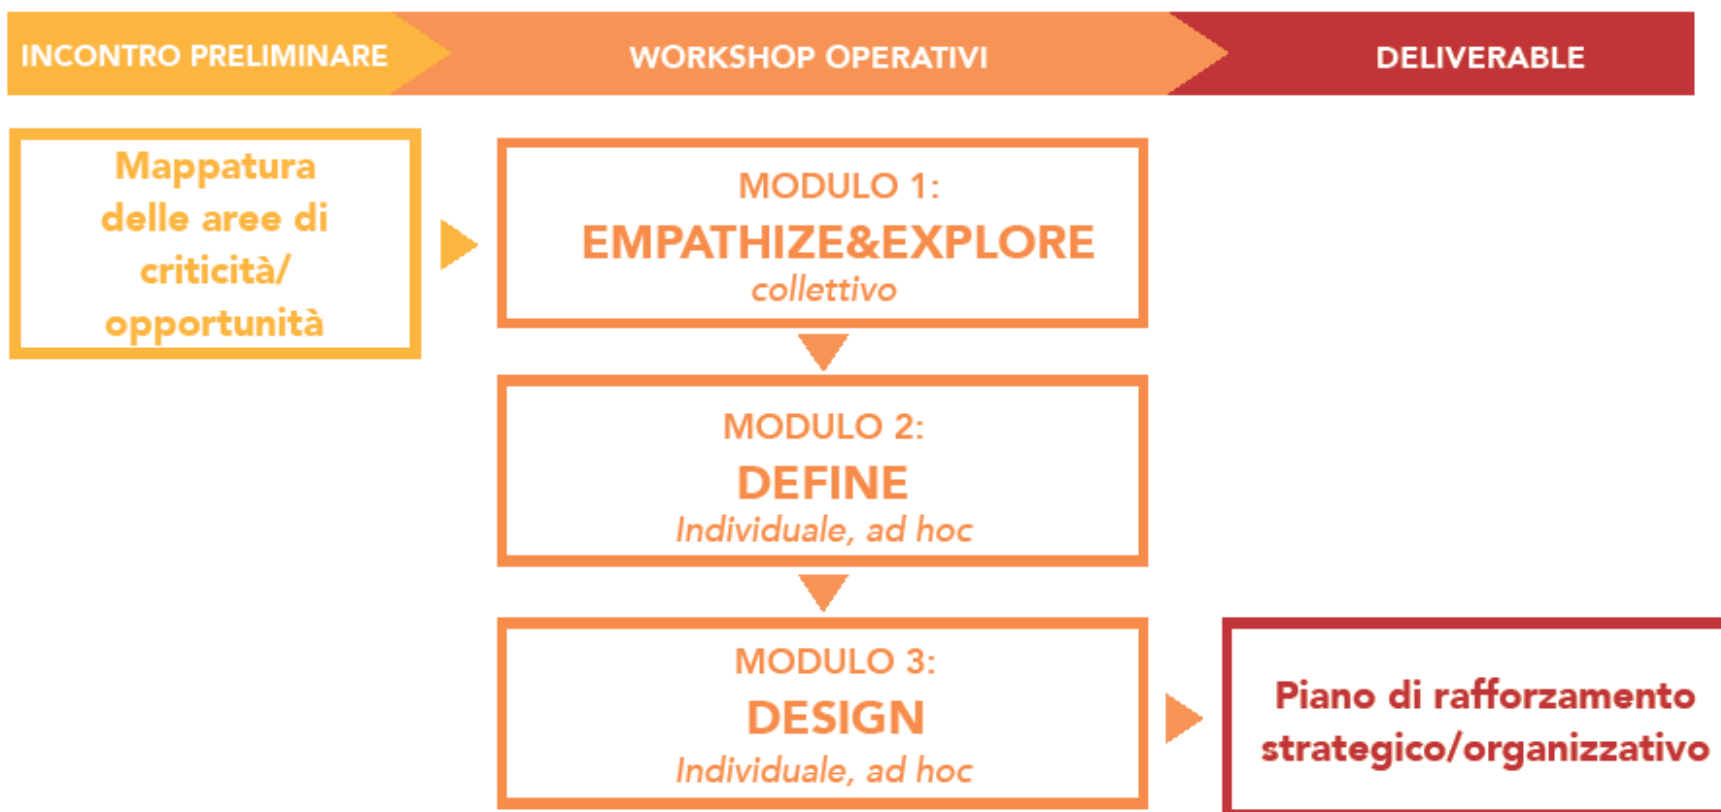 INCONTRO PRELIMINARE
WORKSHOP OPERATIVI
DELIVERABLE
Mappatura
delle aree di
criticità/
opportunità
MODULO 1:
EMPATHIZE&EXPLORE
collettivo
MODULO 2:
DEFINE
Individuale, ad hoc
MODULO 3:
DESIGN
Individuale, ad hoc
Piano di rafforzamento
strategico/organizzativo